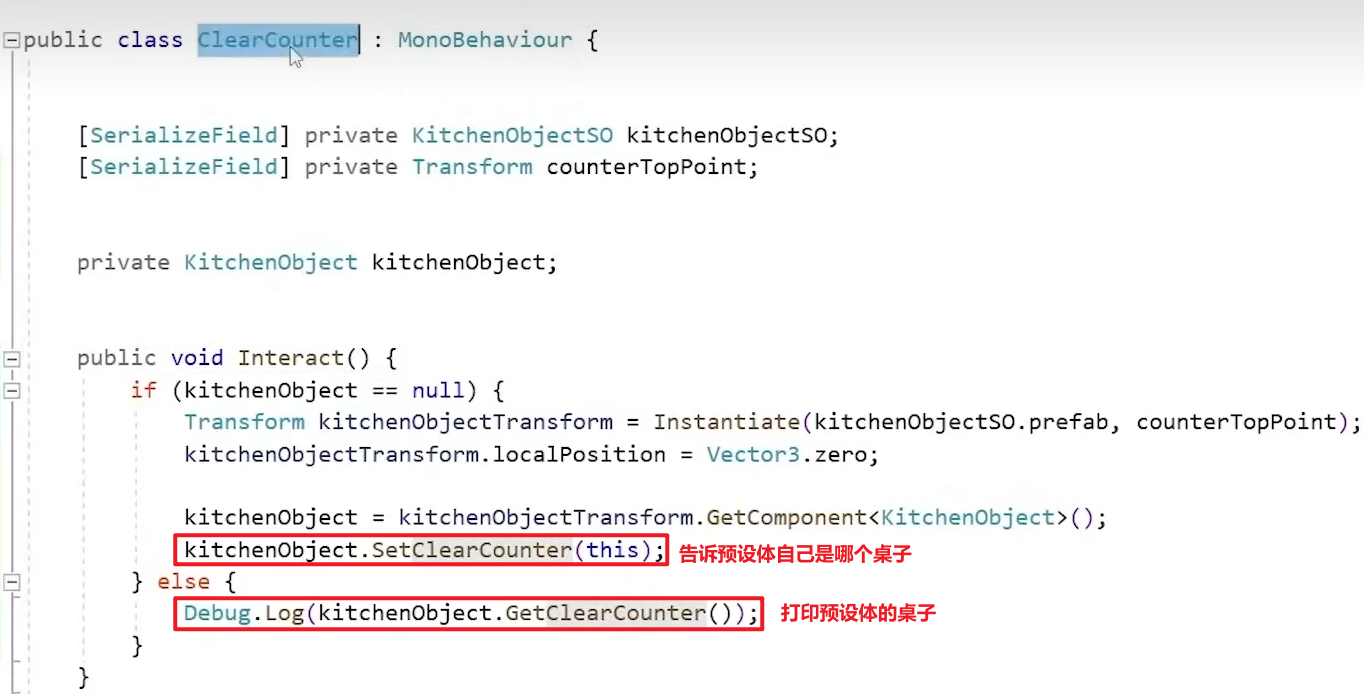 public class ClearCounter : MonoBehaviour {
[SerializeField] private KitchenObjectSO kitchenObjectSO;
[SerializeField] private Transform counterTopPoint;
private KitchenObject kitchenObject;
public void Interact() {
if (kitchenObject == null) {
Transform kitchenObjectTransform = Instantiate(kitchenObjectSO.prefab, counterTopPoint);
kitchenObjectTransform.localPosition = Vector3.zero;
kitchenObject = kitchenObjectTransform.GetComponent<KitchenObject>();
kitchenObject.SetClearCounter(this); 告诉预设体自己是哪个桌子
} else {
Debug.Log(kitchenObject.GetClearCounter()); 打印预设体的桌子
}
}